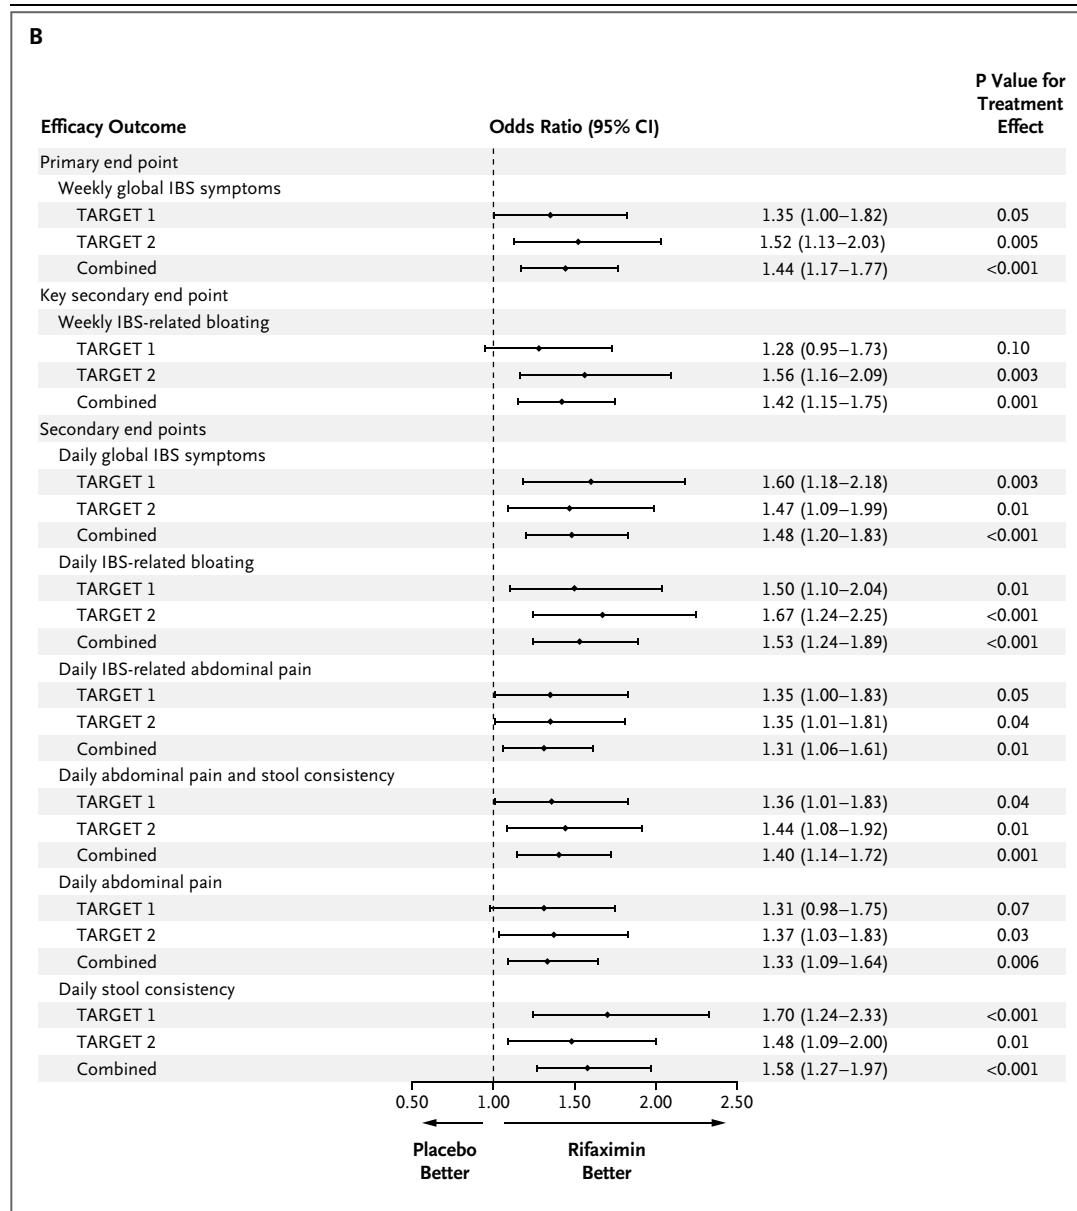 B
P Value for
Treatment
Efficacy Outcome Odds Ratio (95% CI) Effect
Primary end point
Weekly global IBS symptoms
TARGET 1 1.35 (1.00–1.82) 0.05
TARGET 2 1.52 (1.13–2.03) 0.005
Combined 1.44 (1.17–1.77) <0.001
Key secondary end point
Weekly IBS-related bloating
TARGET 1 1.28 (0.95–1.73) 0.10
TARGET 2 1.56 (1.16–2.09) 0.003
Combined 1.42 (1.15–1.75) 0.001
Secondary end points
Daily global IBS symptoms
TARGET 1 1.60 (1.18–2.18) 0.003
TARGET 2 1.47 (1.09–1.99) 0.01
Combined 1.48 (1.20–1.83) <0.001
Daily IBS-related bloating
TARGET 1 1.50 (1.10–2.04) 0.01
TARGET 2 1.67 (1.24–2.25) <0.001
Combined 1.53 (1.24–1.89) <0.001
Daily IBS-related abdominal pain
TARGET 1 1.35 (1.00–1.83) 0.05
TARGET 2 1.35 (1.01–1.81) 0.04
Combined 1.31 (1.06–1.61) 0.01
Daily abdominal pain and stool consistency
TARGET 1 1.36 (1.01–1.83) 0.04
TARGET 2 1.44 (1.08–1.92) 0.01
Combined 1.40 (1.14–1.72) 0.001
Daily abdominal pain
TARGET 1 1.31 (0.98–1.75) 0.07
TARGET 2 1.37 (1.03–1.83) 0.03
Combined 1.33 (1.09–1.64) 0.006
Daily stool consistency
TARGET 1 1.70 (1.24–2.33) <0.001
TARGET 2 1.48 (1.09–2.00) 0.01
Combined 1.58 (1.27–1.97) <0.001
0.50 1.00 1.50 2.00 2.50
Placebo Rifaximin
Better Better